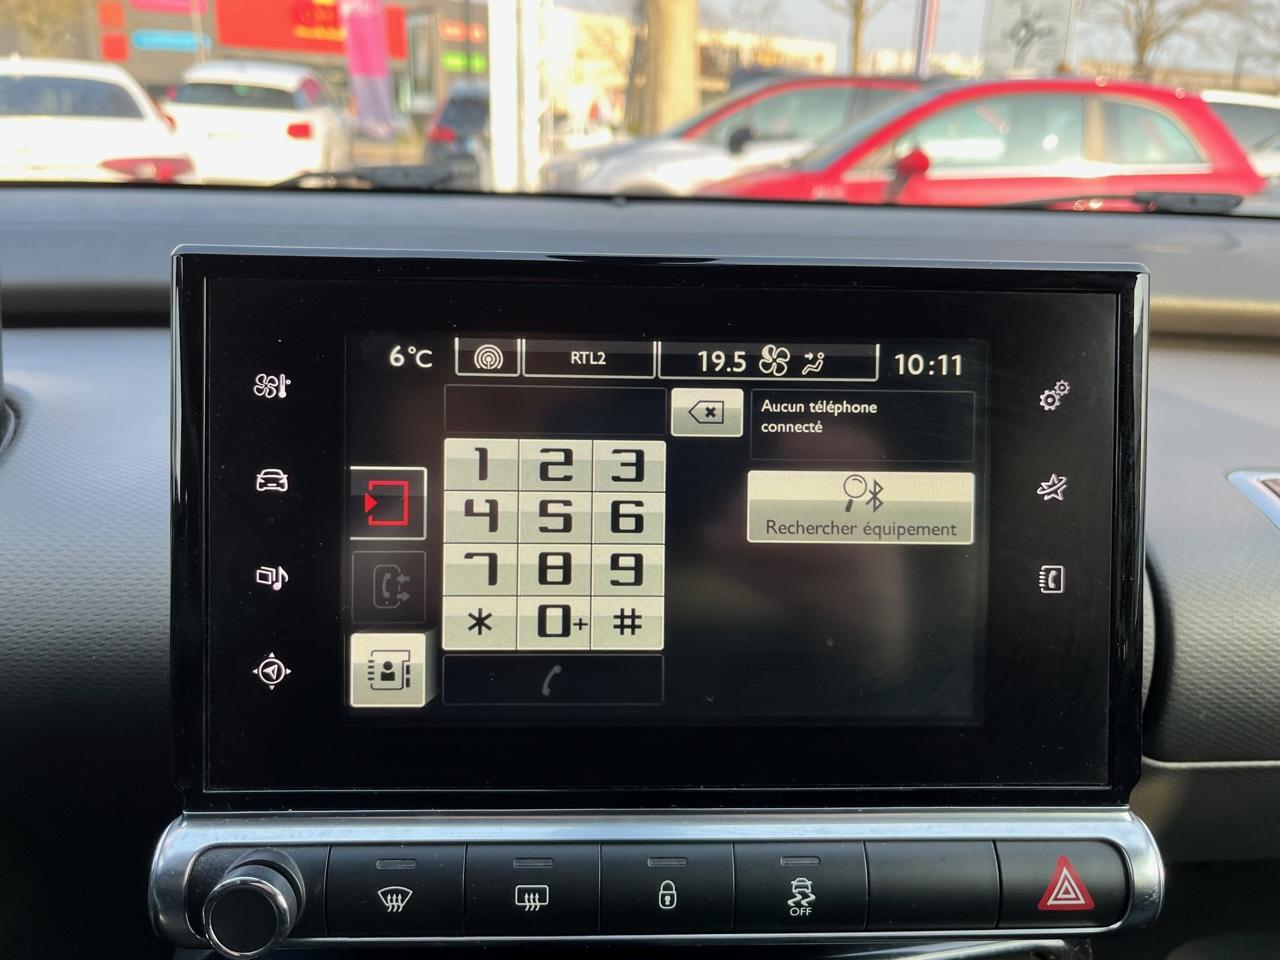 6°C
RTL2
19.5
10:11
Aucun téléphone
connecté
1 2 3
4 5 6
7 8 9
* 0+ #
Rechercher équipement
OFF